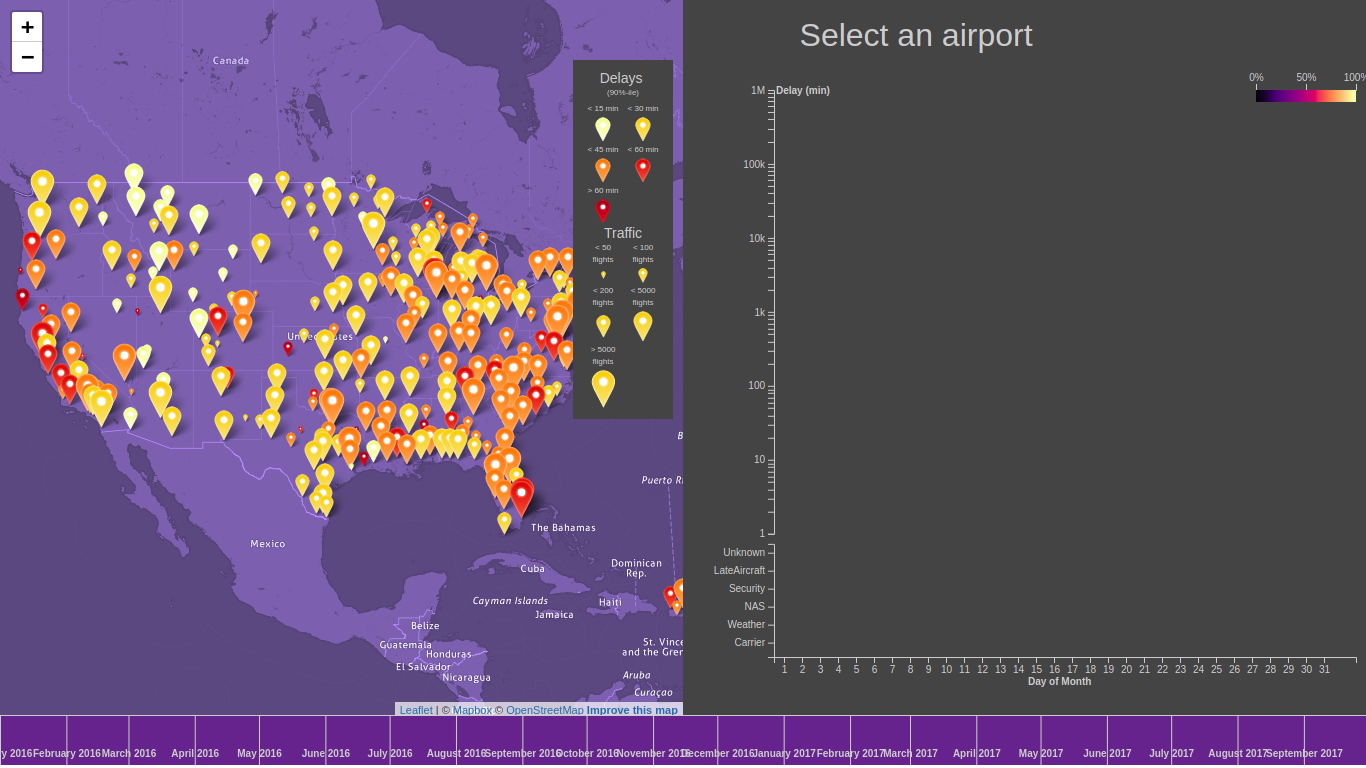 +
−
Canada
United States
Mexico
B
Puerto Ri
The Bahamas
Cuba
Dominican
Rep.
Cayman Islands
Haiti
Jamaica
Belize
Guatemala
Honduras
El Salvador
Nicaragua
St. Vince
and the Gren
Aruba
Curaçao
Delays
(90%-ile)
< 15 min
< 30 min
< 45 min
< 60 min
> 60 min
Traffic
< 50
flights
< 100
flights
< 200
flights
< 5000
flights
> 5000
flights
Leaflet | © Mapbox © OpenStreetMap Improve this map
Select an airport
0%
50%
100%
Delay (min)
1M
100k
10k
1k
100
10
1
Unknown
LateAircraft
Security
NAS
Weather
Carrier
1 2 3 4 5 6 7 8 9 10 11 12 13 14 15 16 17 18 19 20 21 22 23 24 25 26 27 28 29 30 31
Day of Month
y 2016 February 2016 March 2016 April 2016 May 2016 June 2016 July 2016 August 2016 September 2016 October 2016 November 2016 December 2016 January 2017 February 2017 March 2017 April 2017 May 2017 June 2017 July 2017 August 2017 September 2017